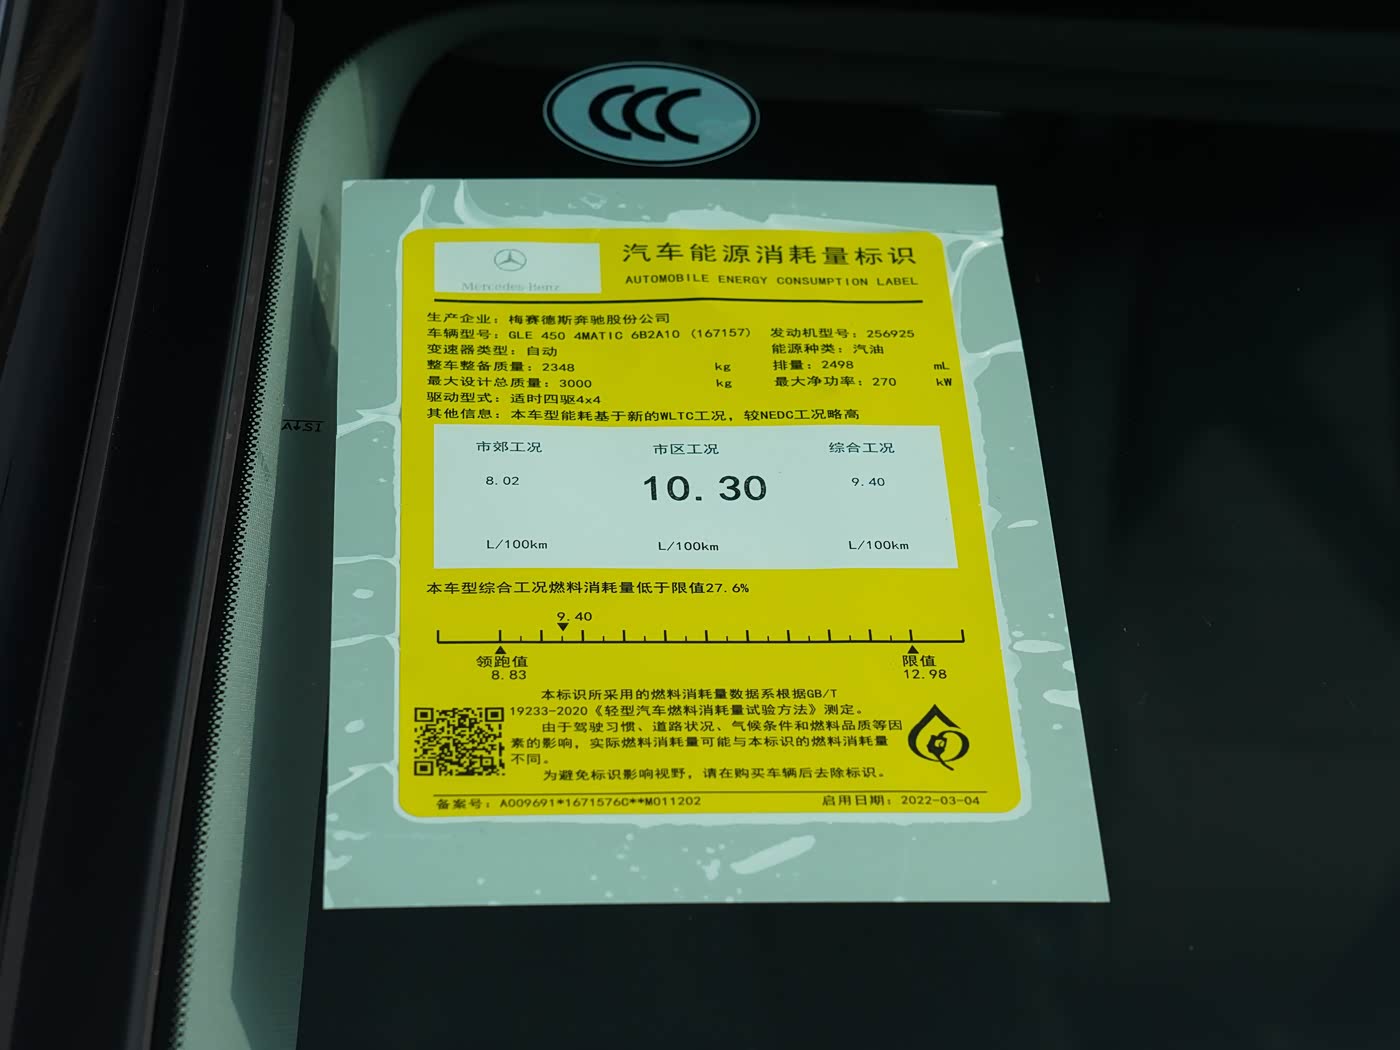 CCC
Mercedes-Benz
汽车能源消耗量标识
AUTOMOBILE ENERGY CONSUMPTION LABEL
生产企业：梅赛德斯奔驰股份公司
车辆型号：GLE 450 4MATIC 6B2A10 (167157) 发动机型号：256925
变速器类型：自动 能源种类：汽油
整车整备质量：2348 kg 排量：2498 mL
最大设计总质量：3000 kg 最大净功率：270 kW
驱动型式：适时四驱4x4
其他信息：本车型能耗基于新的WLTC工况，较NEDC工况略高
市郊工况 市区工况 综合工况
8.02 10.30 9.40
L/100km L/100km L/100km
本车型综合工况燃料消耗量低于限值27.6%
9.40
领跑值 限值
8.83 12.98
本标识所采用的燃料消耗量数据系根据GB/T
19233-2020《轻型汽车燃料消耗量试验方法》测定。
由于驾驶习惯、道路状况、气候条件和燃料品质等因
素的影响，实际燃料消耗量可能与本标识的燃料消耗量
不同。
为避免标识影响视野，请在购买车辆后去除标识。
备案号：A009691*1671576C**M011202 启用日期：2022-03-04